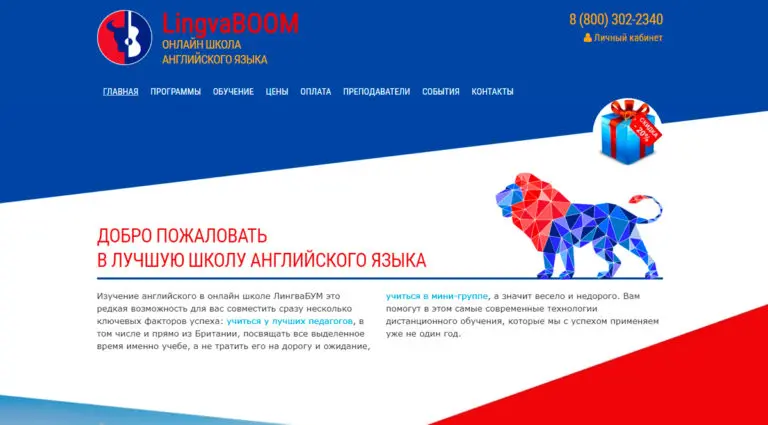 LingvaBOOM
ОНЛАЙН ШКОЛА
АНГЛИЙСКОГО ЯЗЫКА
8 (800) 302-2340
Личный кабинет
ГЛАВНАЯ ПРОГРАММЫ ОБУЧЕНИЕ ЦЕНЫ ОПЛАТА ПРЕПОДАВАТЕЛИ СОБЫТИЯ КОНТАКТЫ
СКИДКА
- 20%
ДОБРО ПОЖАЛОВАТЬ
В ЛУЧШУЮ ШКОЛУ АНГЛИЙСКОГО ЯЗЫКА
Изучение английского в онлайн школе ЛингваБУМ это
редкая возможность для вас совместить сразу несколько
ключевых факторов успеха: учиться у лучших педагогов, в
том числе и прямо из Британии, посвящать все выделенное
время именно учебе, а не тратить его на дорогу и ожидание,
учиться в мини-группе, а значит весело и недорого. Вам
помогут в этом самые современные технологии
дистанционного обучения, которые мы с успехом применяем
уже не один год.